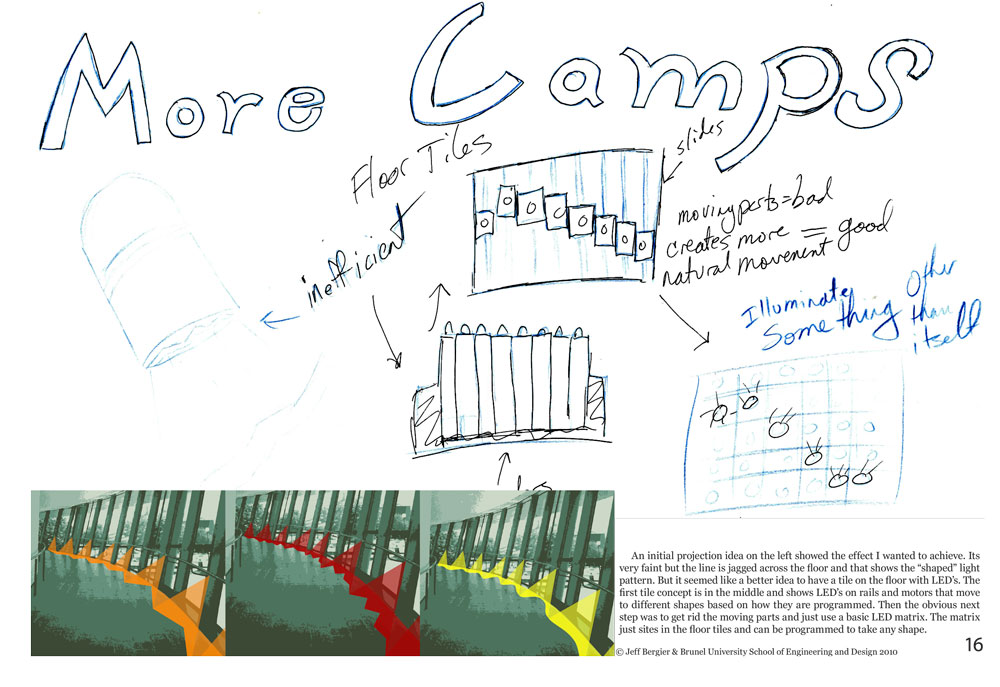 More Camps
Floor Tiles
slides
inefficient
moving parts = bad
creates more = good
natural movement
Illuminate
Something
Other
than
itself
An initial projection idea on the left showed the effect I wanted to achieve. Its
very faint but the line is jagged across the floor and that shows the “shaped” light
pattern. But it seemed like a better idea to have a tile on the floor with LED’s. The
first tile concept is in the middle and shows LED’s on rails and motors that move
to different shapes based on how they are programmed. Then the obvious next
step was to get rid the moving parts and just use a basic LED matrix. The matrix
just sites in the floor tiles and can be programmed to take any shape.
© Jeff Bergier & Brunel University School of Engineering and Design 2010
16